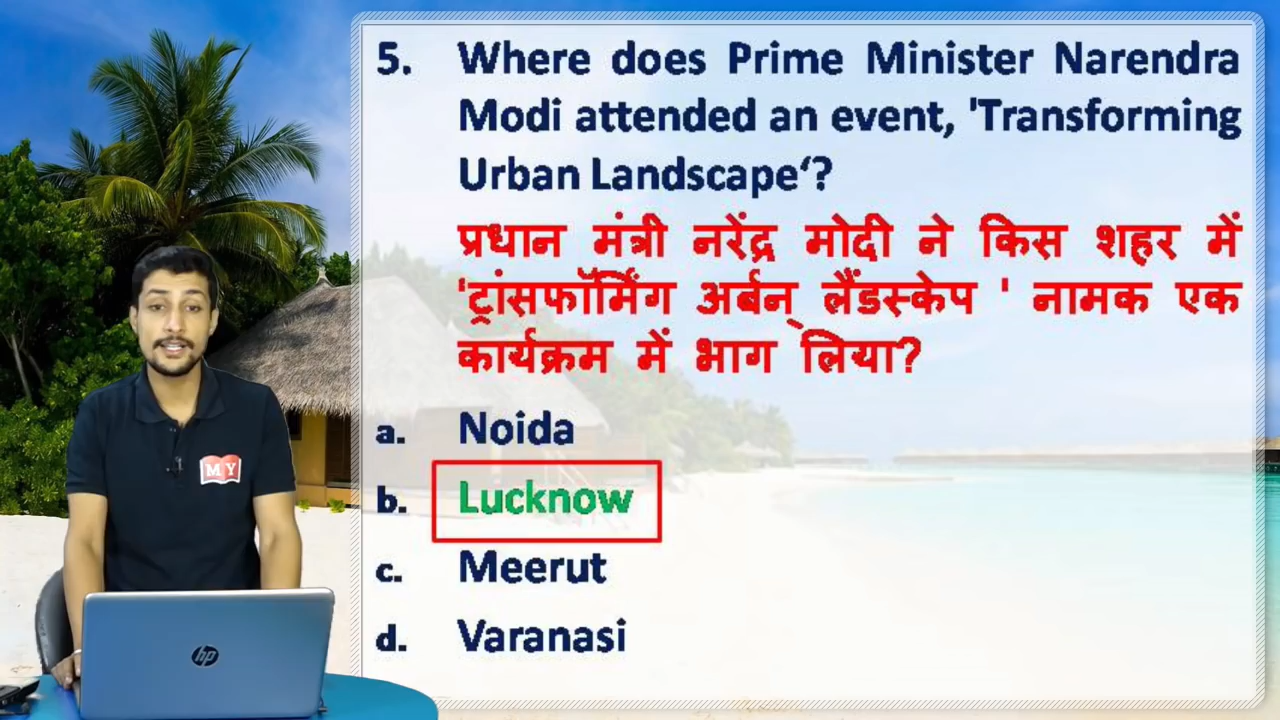 5. Where does Prime Minister Narendra
Modi attended an event, 'Transforming
Urban Landscape‘?
प्रधान मंत्री नरेंद्र मोदी ने किस शहर में
'ट्रांसफॉर्मिंग अर्बन् लैंडस्केप ' नामक एक
कार्यक्रम में भाग लिया?
a. Noida
b. Lucknow
c. Meerut
d. Varanasi
MY
hp